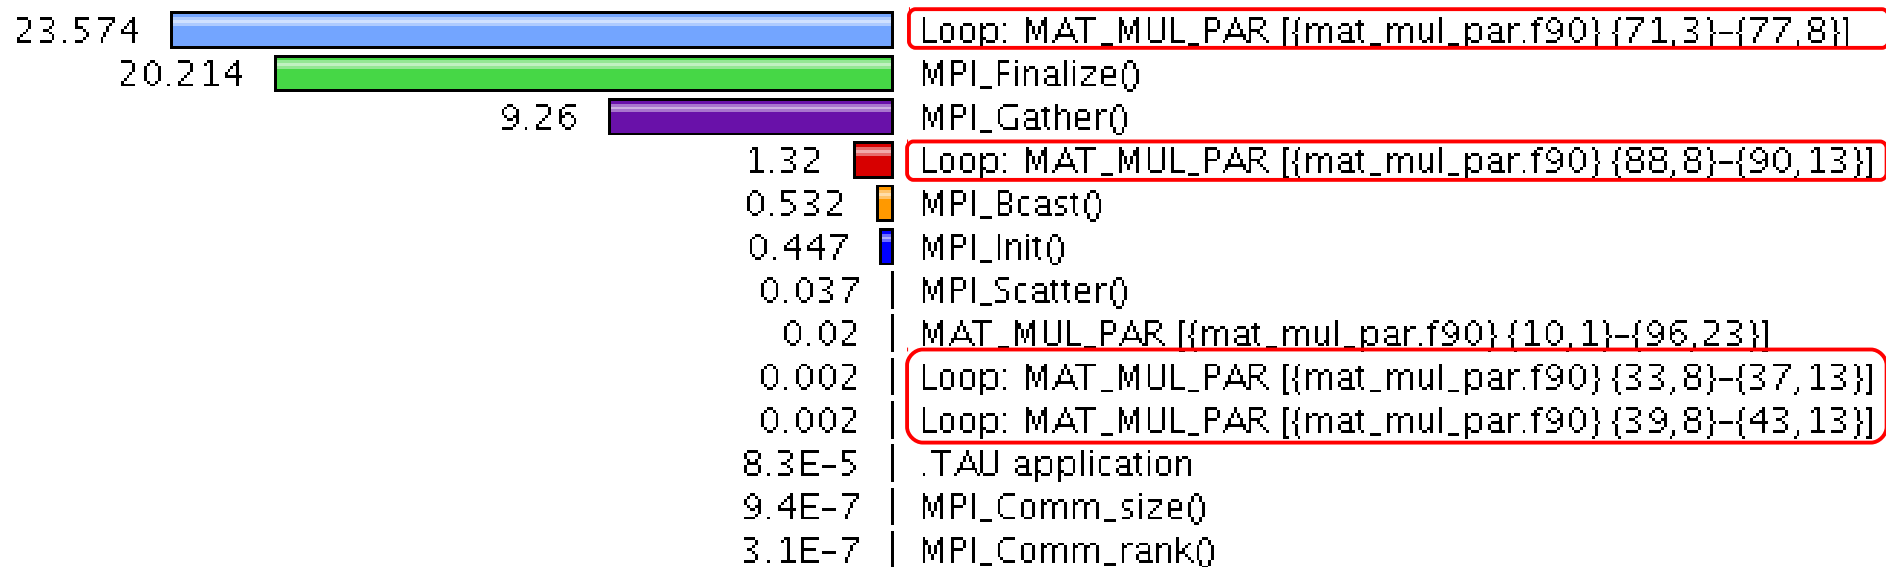 23.574 Loop: MAT_MUL_PAR [{mat_mul_par.f90} {71,3}–{77,8}]
20.214 MPI_Finalize()
9.26 MPI_Gather()
1.32 Loop: MAT_MUL_PAR [{mat_mul_par.f90} {88,8}–{90,13}]
0.532 MPI_Bcast()
0.447 MPI_Init()
0.037 MPI_Scatter()
0.02 MAT_MUL_PAR [{mat_mul_par.f90} {10,1}–{96,23}]
0.002 Loop: MAT_MUL_PAR [{mat_mul_par.f90} {33,8}–{37,13}]
0.002 Loop: MAT_MUL_PAR [{mat_mul_par.f90} {39,8}–{43,13}]
8.3E–5 .TAU application
9.4E–7 MPI_Comm_size()
3.1E–7 MPI_Comm_rank()